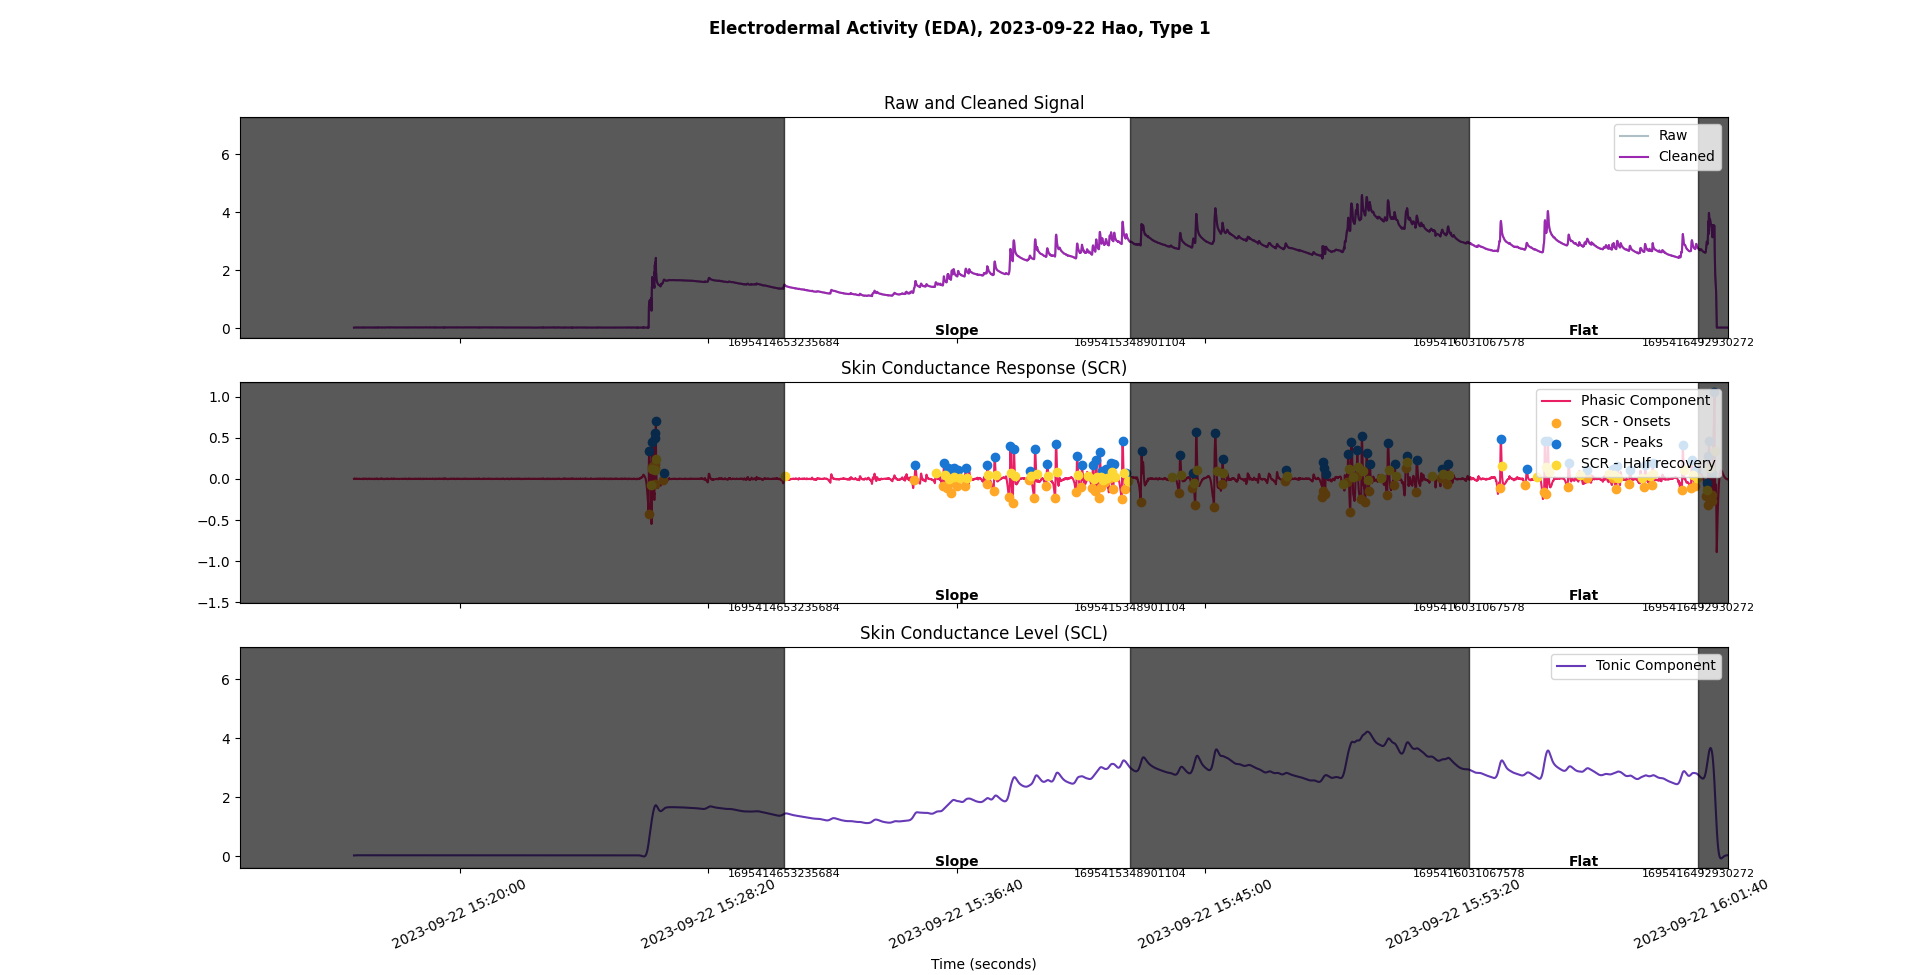 Electrodermal Activity (EDA), 2023-09-22 Hao, Type 1
Raw and Cleaned Signal
Raw
Cleaned
6
4
2
0
Slope
Flat
1695414653235684
1695415348901104
1695416031067578
1695416492930272
Skin Conductance Response (SCR)
Phasic Component
SCR - Onsets
SCR - Peaks
SCR - Half recovery
1.0
0.5
0.0
−0.5
−1.0
−1.5
Slope
Flat
1695414653235684
1695415348901104
1695416031067578
1695416492930272
Skin Conductance Level (SCL)
Tonic Component
6
4
2
0
Slope
Flat
1695414653235684
1695415348901104
1695416031067578
1695416492930272
2023-09-22 15:20:00
2023-09-22 15:28:20
2023-09-22 15:36:40
2023-09-22 15:45:00
2023-09-22 15:53:20
2023-09-22 16:01:40
Time (seconds)